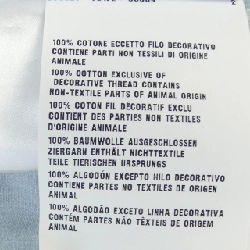 100% COTONE ECCETTO FILO DECORATIVO
CONTIENE PARTI NON TESSILI DI ORIGINE
ANIMALE
100% COTTON EXCLUSIVE OF
DECORATIVE THREAD CONTAINS
NON-TEXTILE PARTS OF ANIMAL ORIGIN
100% COTON FIL DECORATIF EXCLU
CONTIENT DES PARTIES NON TEXTILES
D'ORIGINE ANIMALE
100% BAUMWOLLE AUSGESCHLOSSEN
ZIERGARN ENTHÄLT NICHTTEXTILE
TEILE TIERISCHEN URSPRUNGS
100% ALGODÓN EXCEPTO HILO DECORATIVO
CONTIENE PARTES NO TEXTILES DE ORIGEN
ANIMAL
100% ALGODÃO EXCETO LINHA DECORATIVA
CONTÉM PARTES NÃO TÊXTEIS DE ORIGEM
ANIMAL